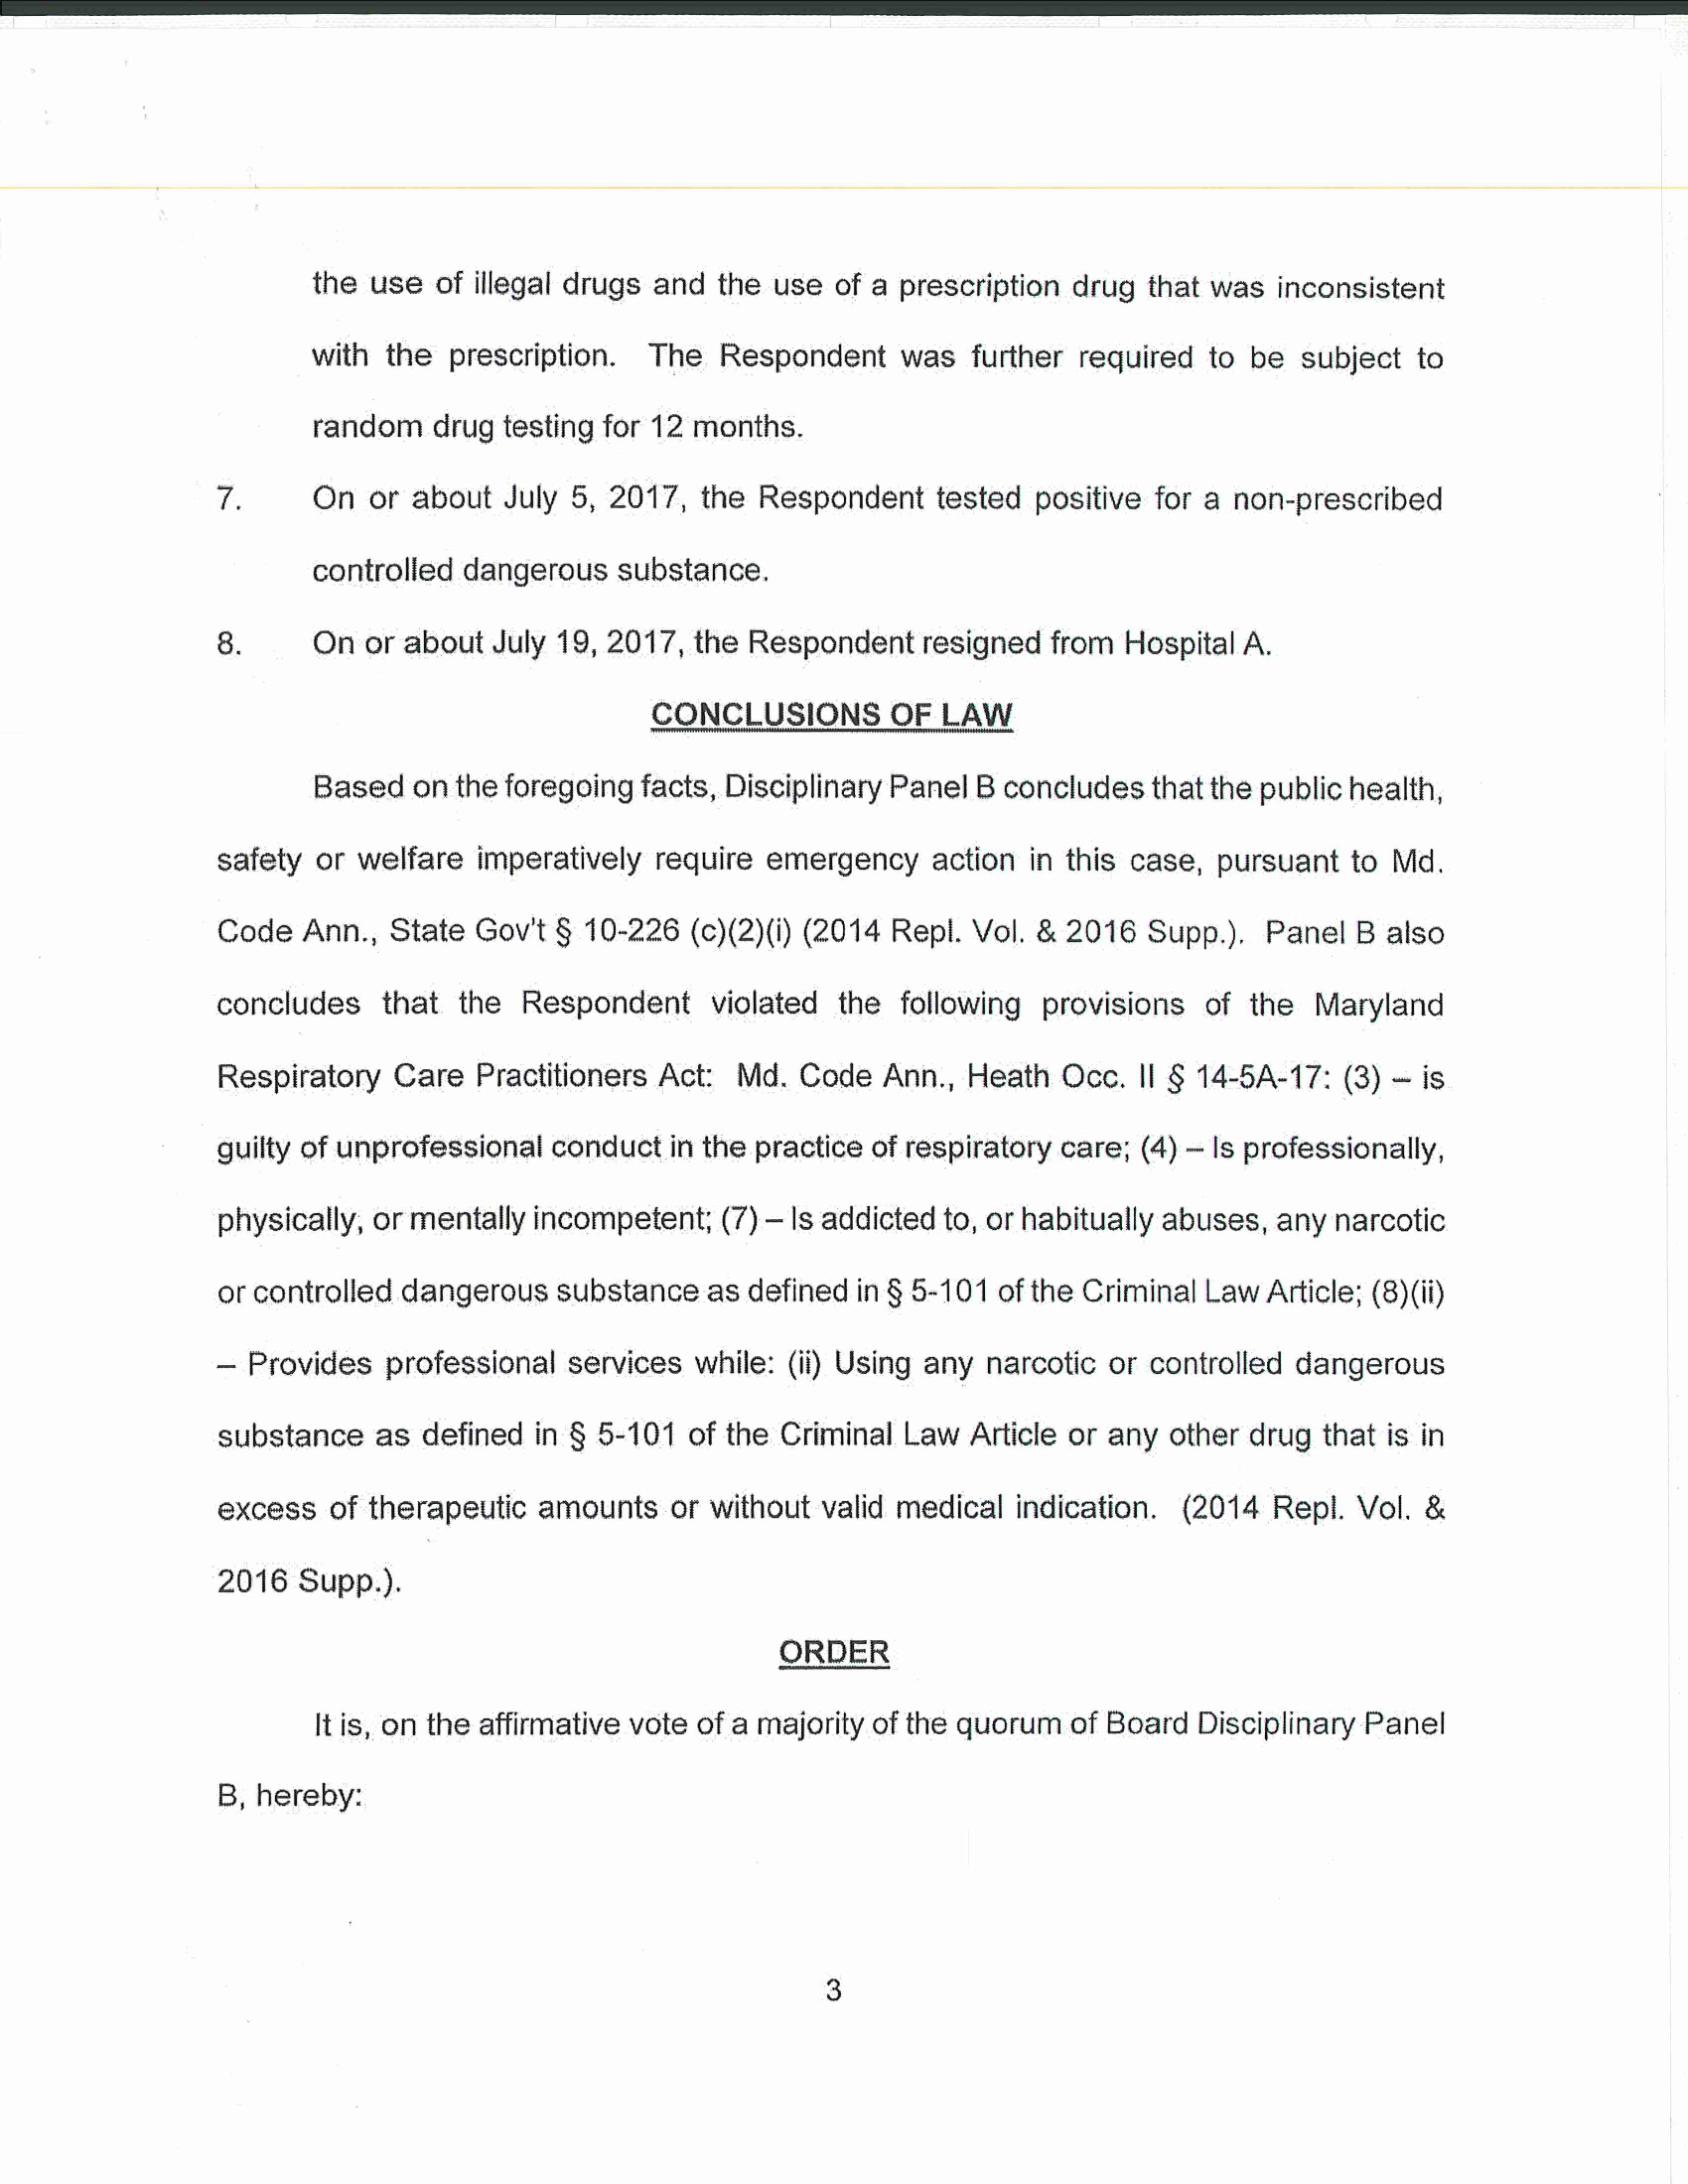 the use of illegal drugs and the use of a prescription drug that was inconsistent
with the prescription. The Respondent was further required to be subject to
random drug testing for 12 months.
7. On or about July 5, 2017, the Respondent tested positive for a non-prescribed
controlled dangerous substance.
8. On or about July 19, 2017, the Respondent resigned from Hospital A.
CONCLUSIONS OF LAW
Based on the foregoing facts, Disciplinary Panel B concludes that the public health,
safety or welfare imperatively require emergency action in this case, pursuant to Md.
Code Ann., State Gov't § 10-226 (c)(2)(i) (2014 Repl. Vol. & 2016 Supp.). Panel B also
concludes that the Respondent violated the following provisions of the Maryland
Respiratory Care Practitioners Act: Md. Code Ann., Heath Occ. II § 14-5A-17: (3) – is
guilty of unprofessional conduct in the practice of respiratory care; (4) – Is professionally,
physically, or mentally incompetent; (7) – Is addicted to, or habitually abuses, any narcotic
or controlled dangerous substance as defined in § 5-101 of the Criminal Law Article; (8)(ii)
– Provides professional services while: (ii) Using any narcotic or controlled dangerous
substance as defined in § 5-101 of the Criminal Law Article or any other drug that is in
excess of therapeutic amounts or without valid medical indication. (2014 Repl. Vol. &
2016 Supp.).
ORDER
It is, on the affirmative vote of a majority of the quorum of Board Disciplinary Panel
B, hereby:
3